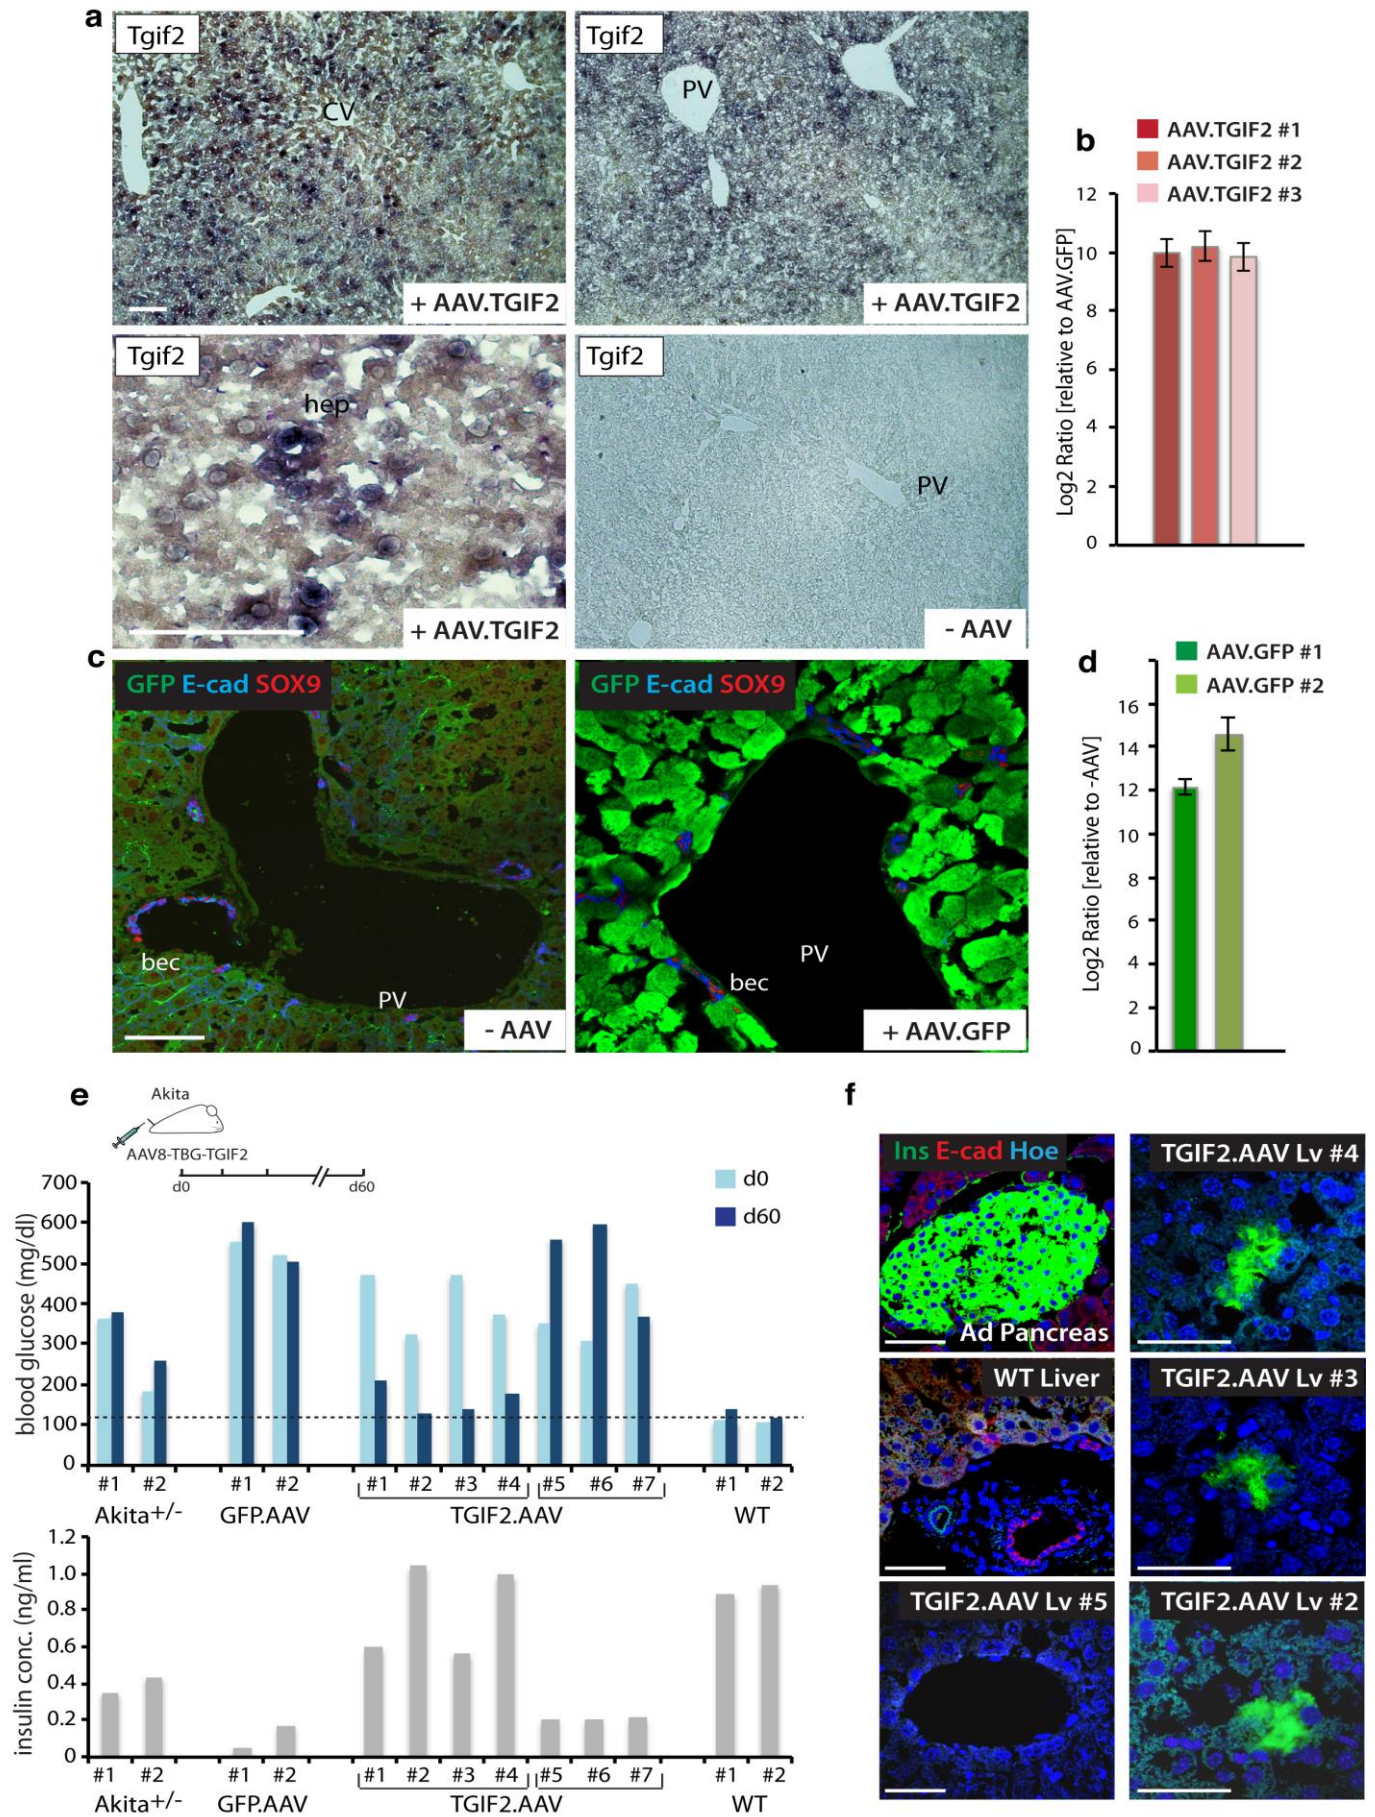 a
Tgif2
CV
+ AAV.TGIF2
Tgif2
PV
+ AAV.TGIF2
Tgif2
hep
+ AAV.TGIF2
Tgif2
PV
- AAV
b
AAV.TGIF2 #1
AAV.TGIF2 #2
AAV.TGIF2 #3
Log2 Ratio [relative to AAV.GFP]
12
10
8
6
4
2
0
c
GFP E-cad SOX9
bec
PV
- AAV
GFP E-cad SOX9
PV
bec
+ AAV.GFP
d
AAV.GFP #1
AAV.GFP #2
Log2 Ratio [relative to -AAV]
16
14
12
10
8
6
4
2
0
e
Akita
AAV8-TBG-TGIF2
d0 d60
d0
d60
blood glucose (mg/dl)
700
600
500
400
300
200
100
0
#1 #2 #1 #2 #1 #2 #3 #4 #5 #6 #7 #1 #2
Akita+/- GFP.AAV TGIF2.AAV WT
insulin conc. (ng/ml)
1.2
1.0
0.8
0.6
0.4
0.2
0
#1 #2 #1 #2 #1 #2 #3 #4 #5 #6 #7 #1 #2
Akita+/- GFP.AAV TGIF2.AAV WT
f
Ins E-cad Hoe
Ad Pancreas
TGIF2.AAV Lv #4
WT Liver
TGIF2.AAV Lv #3
TGIF2.AAV Lv #5
TGIF2.AAV Lv #2